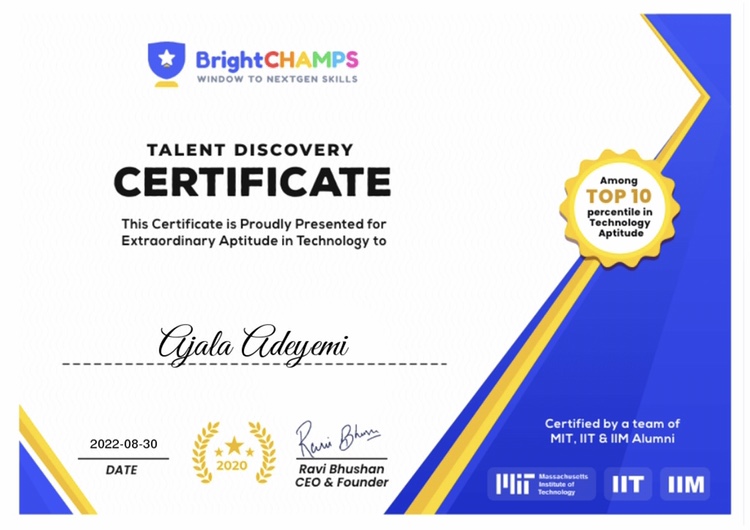 BrightCHAMPS
WINDOW TO NEXTGEN SKILLS
TALENT DISCOVERY
CERTIFICATE
This Certificate is Proudly Presented for
Extraordinary Aptitude in Technology to
Among
TOP 10
percentile in
Technology
Aptitude
Ajala Adeyemi
2022-08-30
DATE
2020
Ravi Bhushan
CEO & Founder
Certified by a team of
MIT, IIT & IIM Alumni
MIT
Massachusetts
Institute of
Technology
IIT
IIM